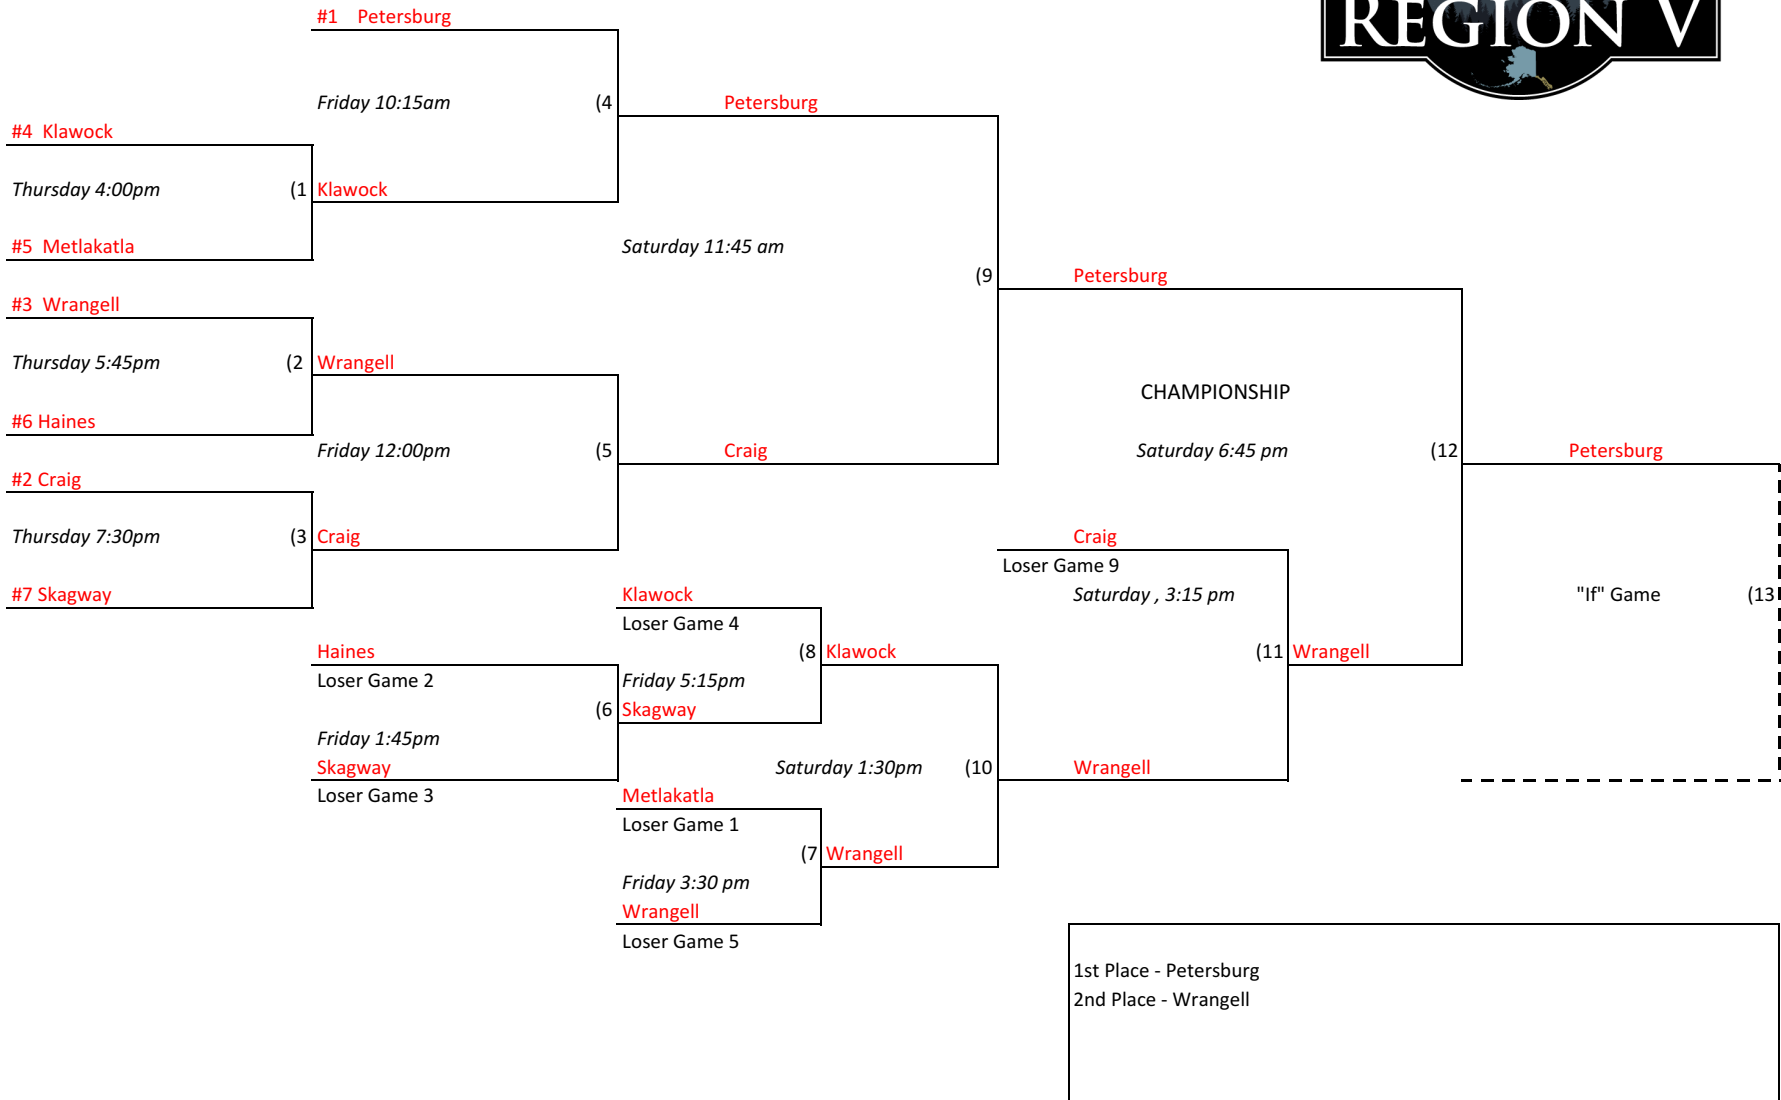 REGION V
#1 Petersburg
Friday 10:15am (4 Petersburg
#4 Klawock
Thursday 4:00pm (1 Klawock
#5 Metlakatla Saturday 11:45 am
(9 Petersburg
#3 Wrangell
Thursday 5:45pm (2 Wrangell
CHAMPIONSHIP
#6 Haines
Friday 12:00pm (5 Craig Saturday 6:45 pm (12 Petersburg
#2 Craig
Thursday 7:30pm (3 Craig Craig
Loser Game 9
#7 Skagway Klawock Saturday , 3:15 pm "If" Game (13
Loser Game 4
Haines (8 Klawock (11 Wrangell
Loser Game 2 Friday 5:15pm
(6 Skagway
Friday 1:45pm
Skagway Saturday 1:30pm (10 Wrangell
Loser Game 3 Metlakatla
Loser Game 1
(7 Wrangell
Friday 3:30 pm
Wrangell
Loser Game 5
1st Place - Petersburg
2nd Place - Wrangell